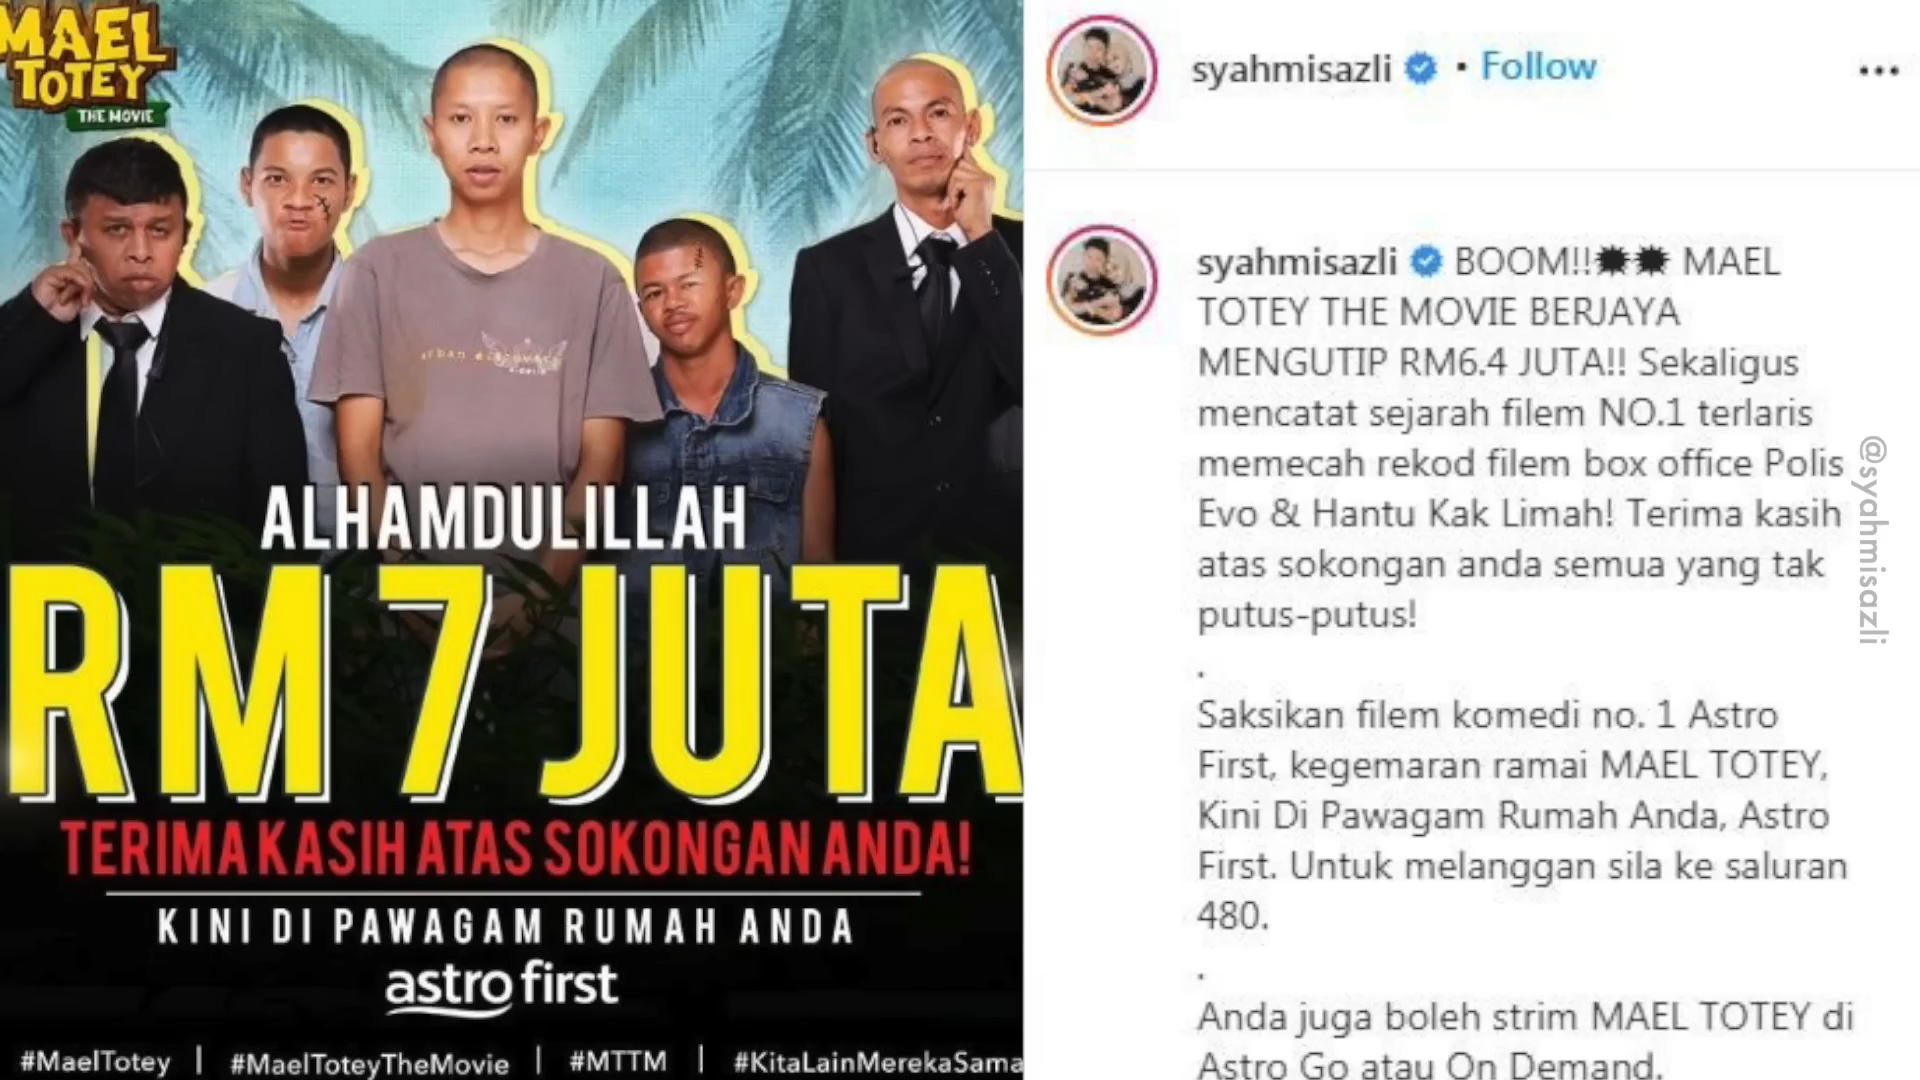 MAEL
TOTEY
THE MOVIE
ALHAMDULILLAH
RM 7 JUTA
TERIMA KASIH ATAS SOKONGAN ANDA!
KINI DI PAWAGAM RUMAH ANDA
astro first
#MaelTotey | #MaelToteyTheMovie | #MTTM | #KitaLainMerekaSama
syahmisazli • Follow
syahmisazli BOOM!! MAEL
TOTEY THE MOVIE BERJAYA
MENGUTIP RM6.4 JUTA!! Sekaligus
mencatat sejarah filem NO.1 terlaris
memecah rekod filem box office Polis
Evo & Hantu Kak Limah! Terima kasih
atas sokongan anda semua yang tak
putus-putus!
.
Saksikan filem komedi no. 1 Astro
First, kegemaran ramai MAEL TOTEY,
Kini Di Pawagam Rumah Anda, Astro
First. Untuk melanggan sila ke saluran
480.
.
Anda juga boleh strim MAEL TOTEY di
Astro Go atau On Demand.
@syahmisazli